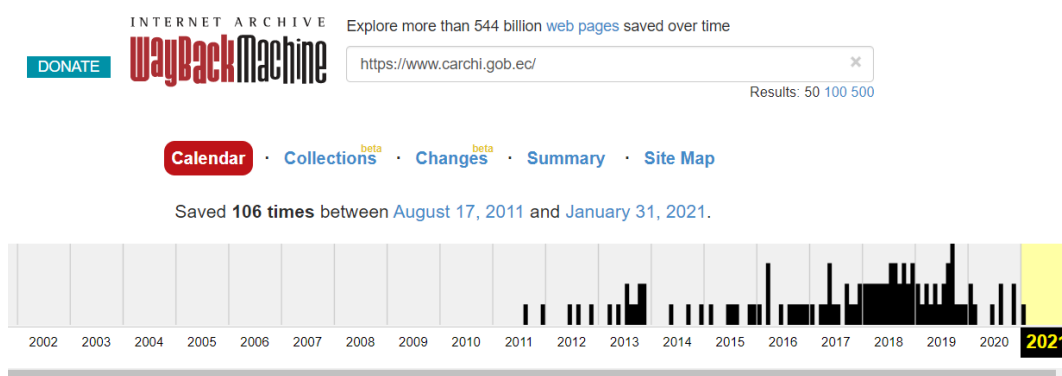 INTERNET ARCHIVE
WayBackMachine
DONATE
Explore more than 544 billion web pages saved over time
https://www.carchi.gob.ec/ ×
Results: 50 100 500
Calendar · Collections beta · Changes beta · Summary · Site Map
Saved 106 times between August 17, 2011 and January 31, 2021.
2002 2003 2004 2005 2006 2007 2008 2009 2010 2011 2012 2013 2014 2015 2016 2017 2018 2019 2020 2021